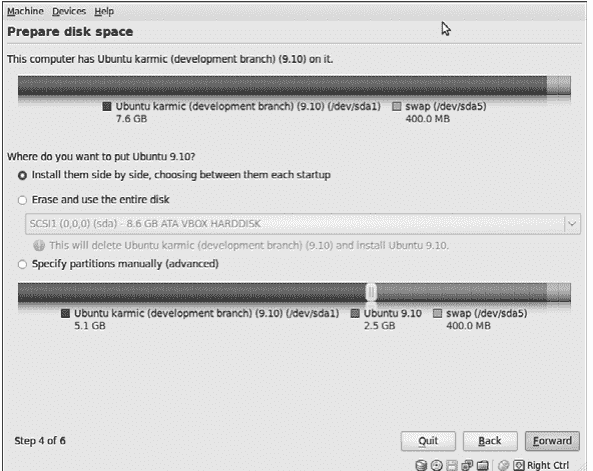 Machine Devices Help
Prepare disk space
This computer has Ubuntu karmic (development branch) (9.10) on it.
Ubuntu karmic (development branch) (9.10) (/dev/sda1) swap (/dev/sda5)
7.6 GB 400.0 MB
Where do you want to put Ubuntu 9.10?
Install them side by side, choosing between them each startup
Erase and use the entire disk
SCSI1 (0,0,0) (sda) - 8.6 GB ATA VBOX HARDDISK
This will delete Ubuntu karmic (development branch) (9.10) and install Ubuntu 9.10.
Specify partitions manually (advanced)
Ubuntu karmic (development branch) (9.10) (/dev/sda1) Ubuntu 9.10 swap (/dev/sda5)
5.1 GB 2.5 GB 400.0 MB
Step 4 of 6 Quit Back Forward
Right Ctrl